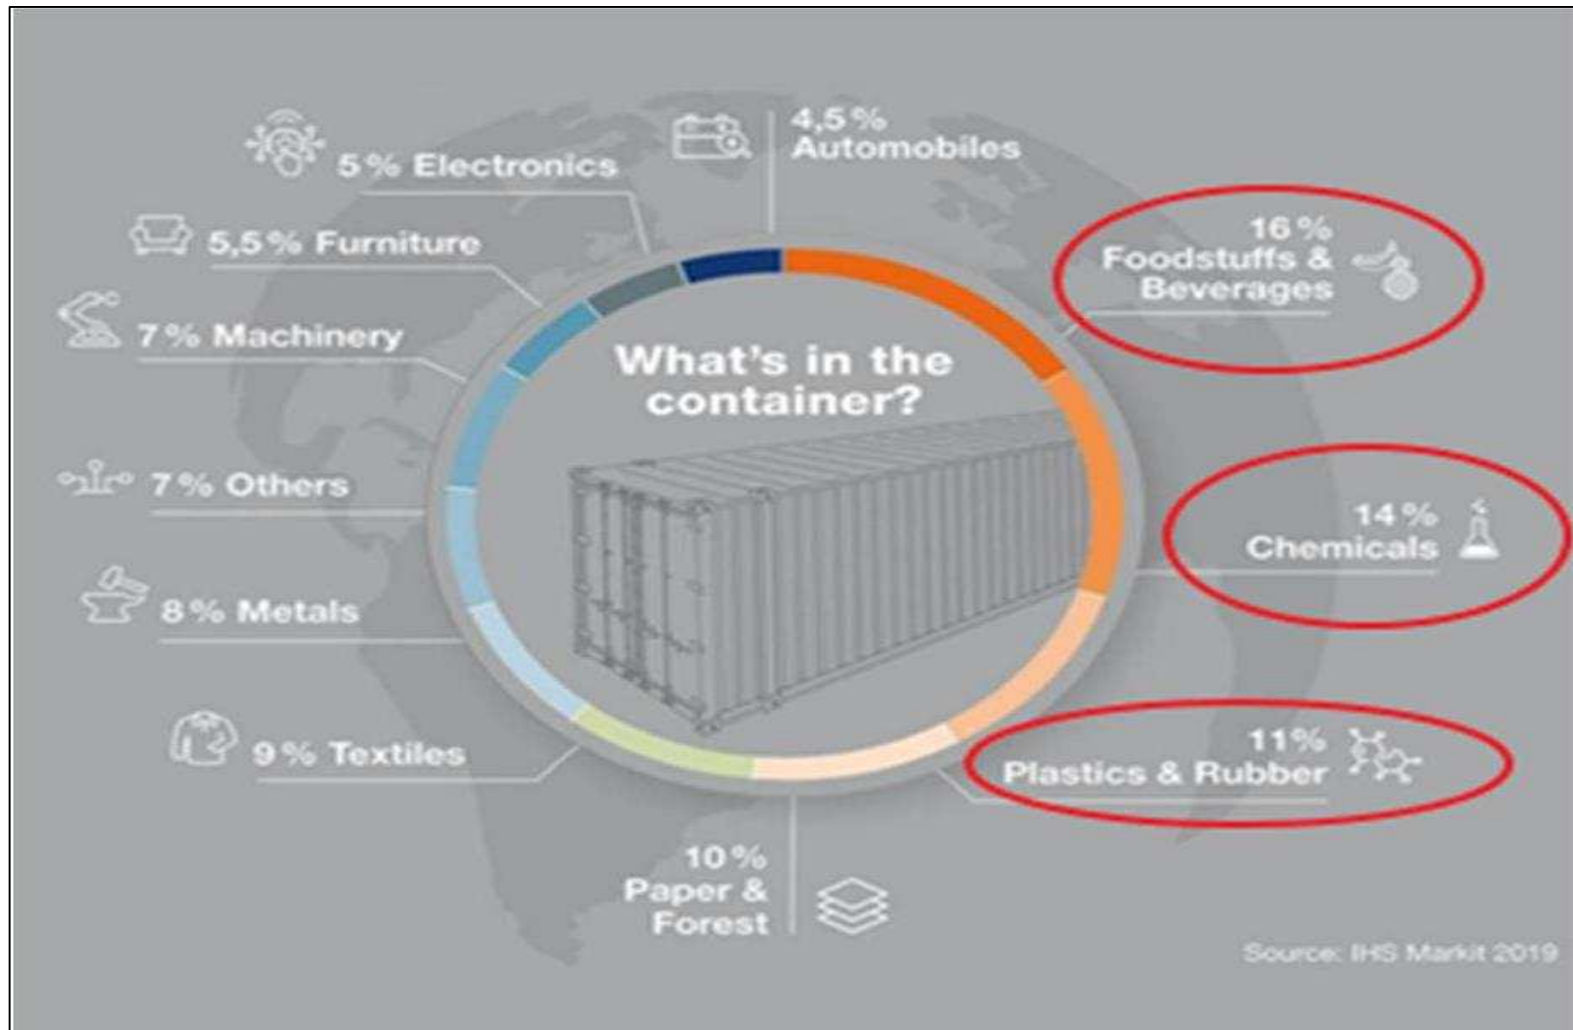 4,5 %
Automobiles
5 % Electronics
16 %
Foodstuffs &
Beverages
5,5 % Furniture
7 % Machinery
What's in the
container?
7 % Others
14 %
Chemicals
8 % Metals
11%
Plastics & Rubber
9 % Textiles
10 %
Paper &
Forest
Source: IHS Markit 2019